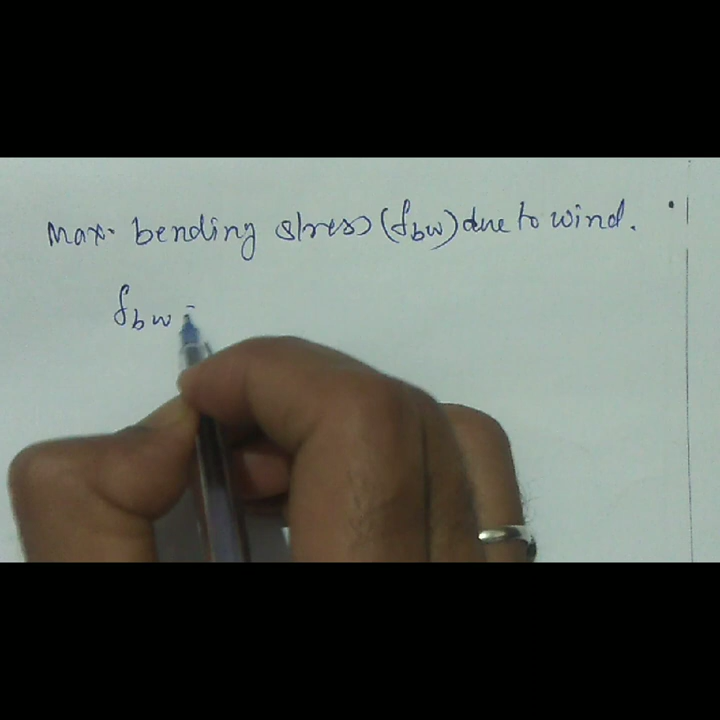 Max. bending stress (fbw) due to wind.
fbw =